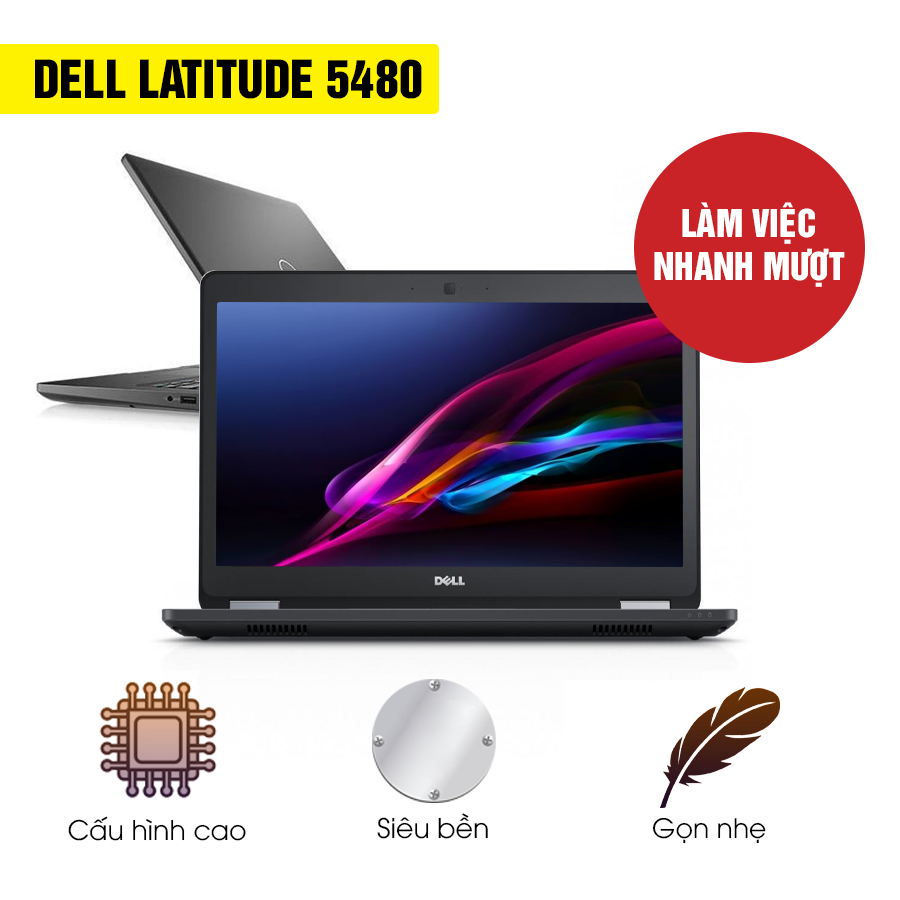 DELL LATITUDE 5480
LÀM VIỆC
NHANH MƯỢT
DELL
Cấu hình cao
Siêu bền
Gọn nhẹ